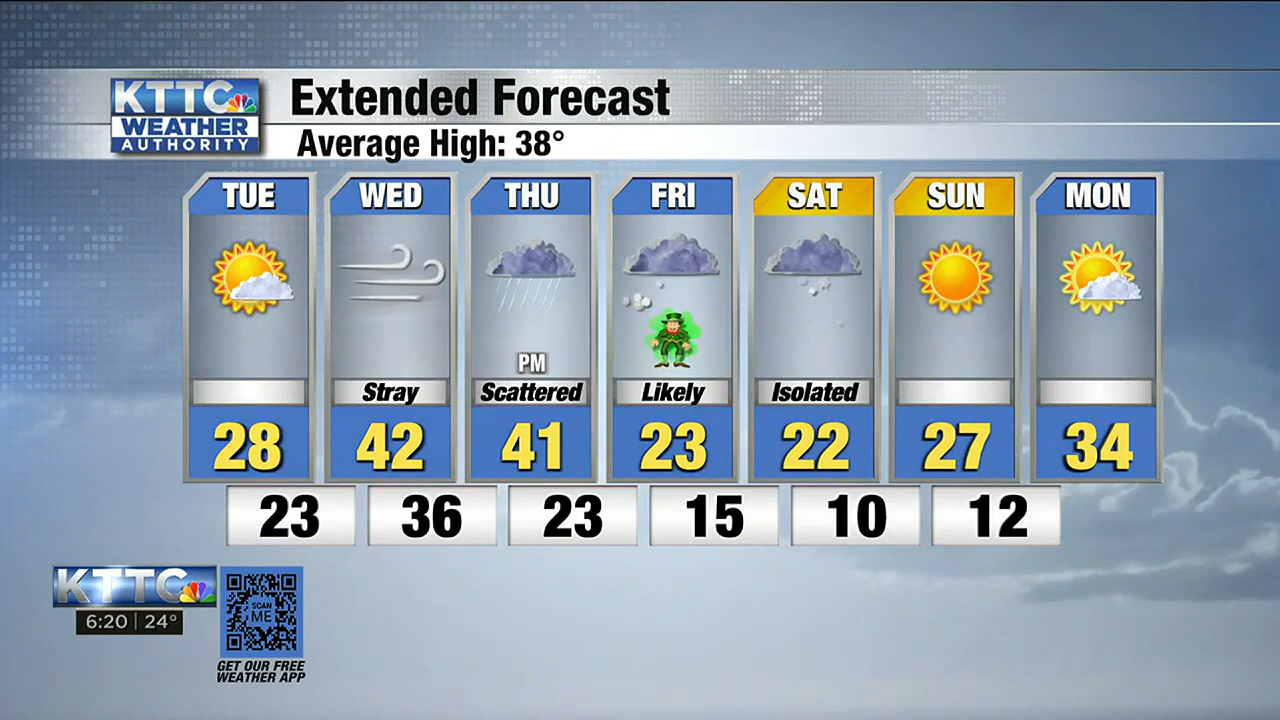 KTTC
WEATHER
AUTHORITY
Extended Forecast
Average High: 38°
TUE WED THU FRI SAT SUN MON
PM
Stray Scattered Likely Isolated
28 42 41 23 22 27 34
23 36 23 15 10 12
KTTC
6:20 24°
SCAN
ME
GET OUR FREE
WEATHER APP